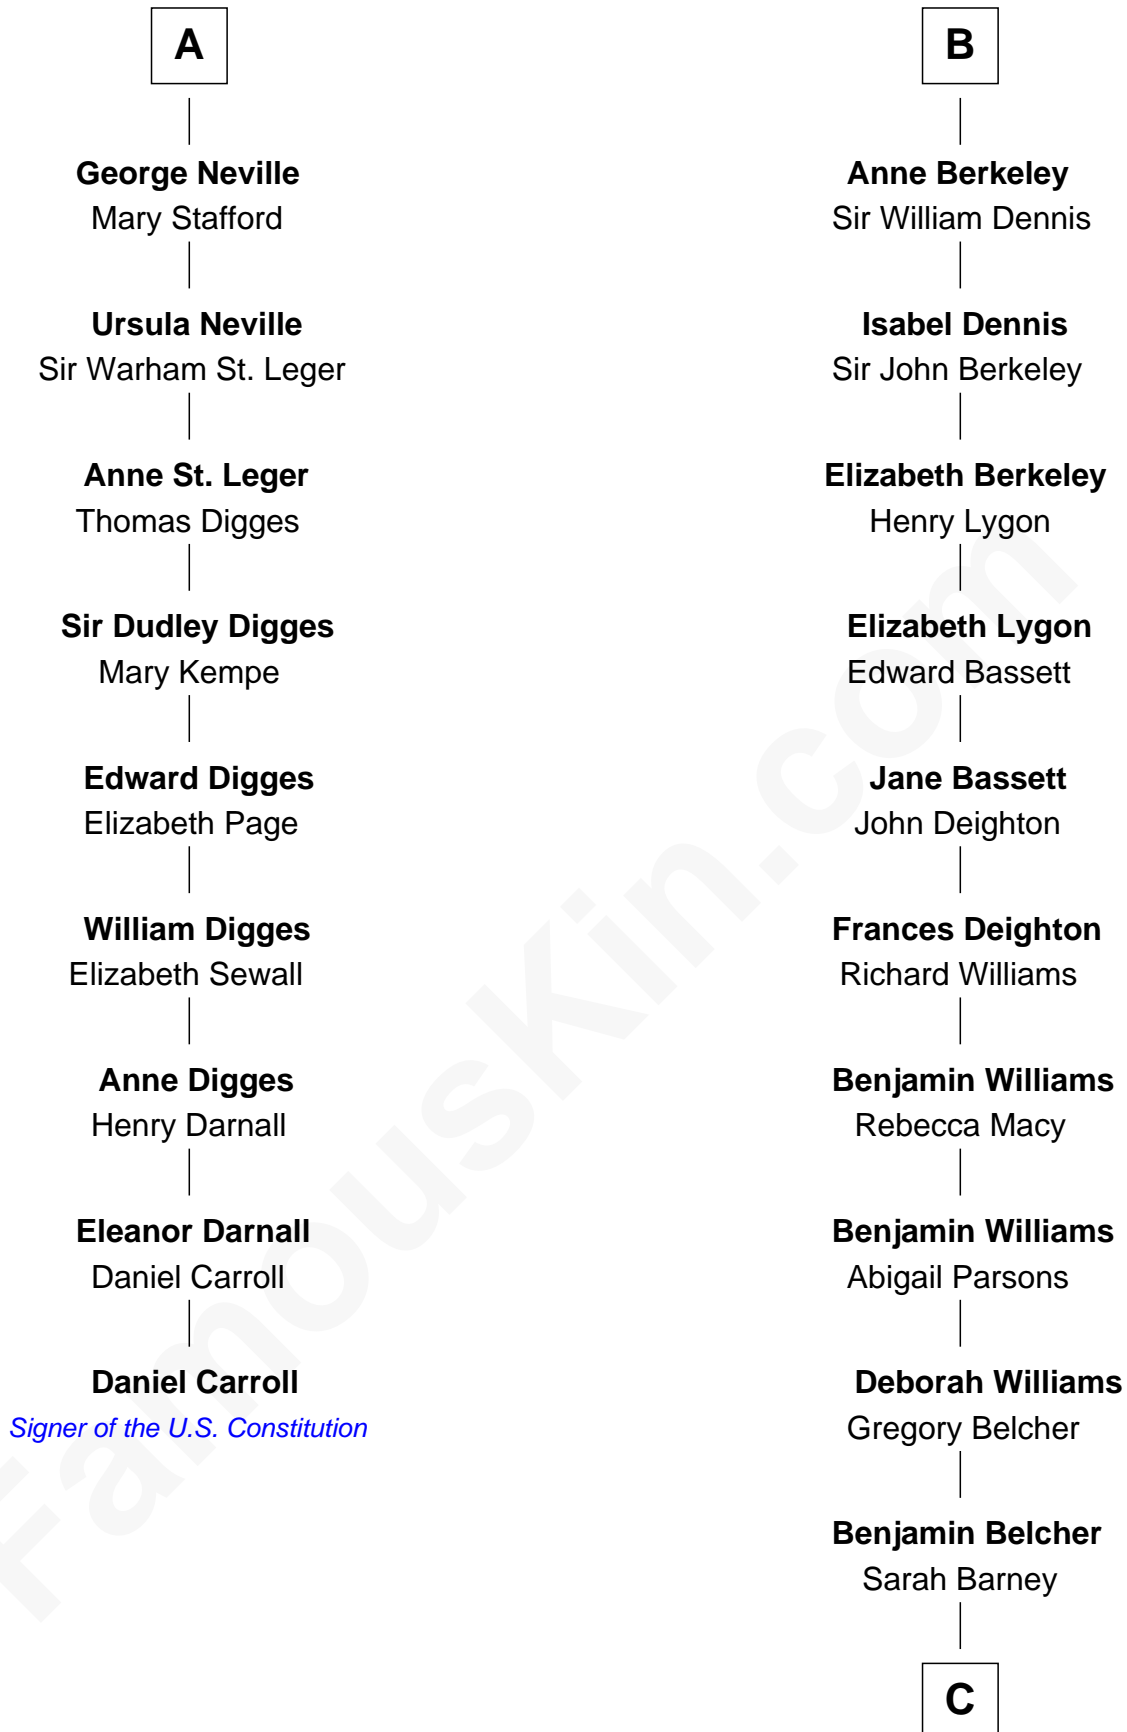 A
George Neville
Mary Stafford
Ursula Neville
Sir Warham St. Leger
Anne St. Leger
Thomas Digges
Sir Dudley Digges
Mary Kempe
Edward Digges
Elizabeth Page
William Digges
Elizabeth Sewall
Anne Digges
Henry Darnall
Eleanor Darnall
Daniel Carroll
Daniel Carroll
Signer of the U.S. Constitution
B
Anne Berkeley
Sir William Dennis
Isabel Dennis
Sir John Berkeley
Elizabeth Berkeley
Henry Lygon
Elizabeth Lygon
Edward Bassett
Jane Bassett
John Deighton
Frances Deighton
Richard Williams
Benjamin Williams
Rebecca Macy
Benjamin Williams
Abigail Parsons
Deborah Williams
Gregory Belcher
Benjamin Belcher
Sarah Barney
C
FamousKin.com